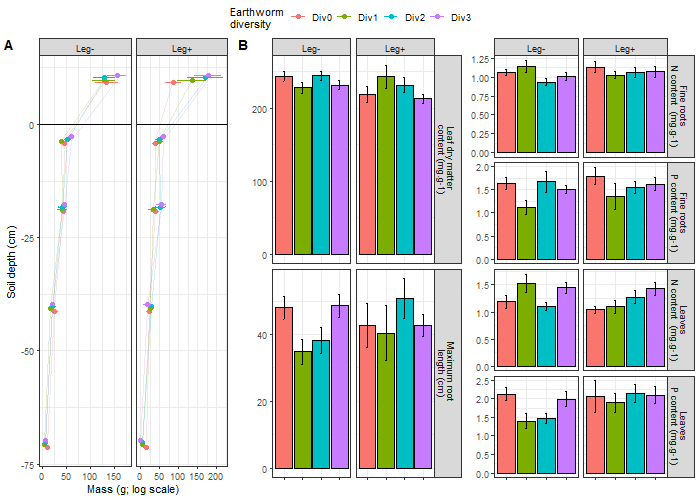 Earthworm
diversity
Div0 Div1 Div2 Div3
A
Leg- Leg+
0
-25
-50
-75
Soil depth (cm)
0 50 100 150
0 50 100 150 200
Mass (g; log scale)
B
Leg- Leg+
200
100
0
Leaf dry matter
content (mg.g-1)
40
20
0
Maximum root
length (cm)
Leg- Leg+
1.25
1.00
0.75
0.50
0.25
0.00
Fine roots
N content (mg.g-1)
2.0
1.5
1.0
0.5
0.0
Fine roots
P content (mg.g-1)
1.5
1.0
0.5
0.0
Leaves
N content (mg.g-1)
2.5
2.0
1.5
1.0
0.5
0.0
Leaves
P content (mg.g-1)